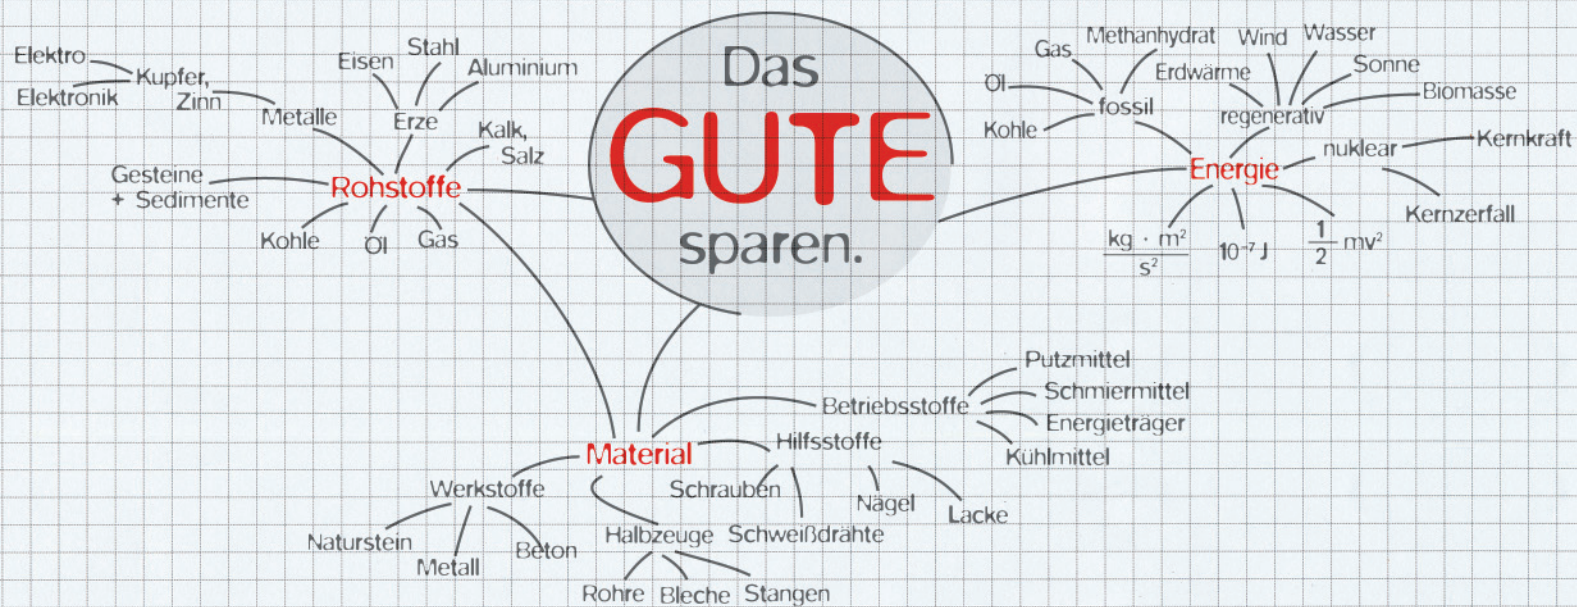 Das
GUTE
sparen.
Rohstoffe
Metalle
Kupfer,
Zinn
Elektro
Elektronik
Erze
Eisen
Stahl
Aluminium
Kalk,
Salz
Gesteine
+ Sedimente
Kohle
Öl
Gas
Energie
fossil
Kohle
Öl
Gas
Methanhydrat
regenerativ
Erdwärme
Wind
Wasser
Sonne
Biomasse
nuklear
Kernkraft
Kernzerfall
kg · m²
s²
10⁻⁷ J
1
2
mv²
Material
Betriebsstoffe
Putzmittel
Schmiermittel
Energieträger
Kühlmittel
Hilfsstoffe
Schrauben
Schweißdrähte
Nägel
Lacke
Werkstoffe
Naturstein
Metall
Beton
Halbzeuge
Rohre
Bleche
Stangen